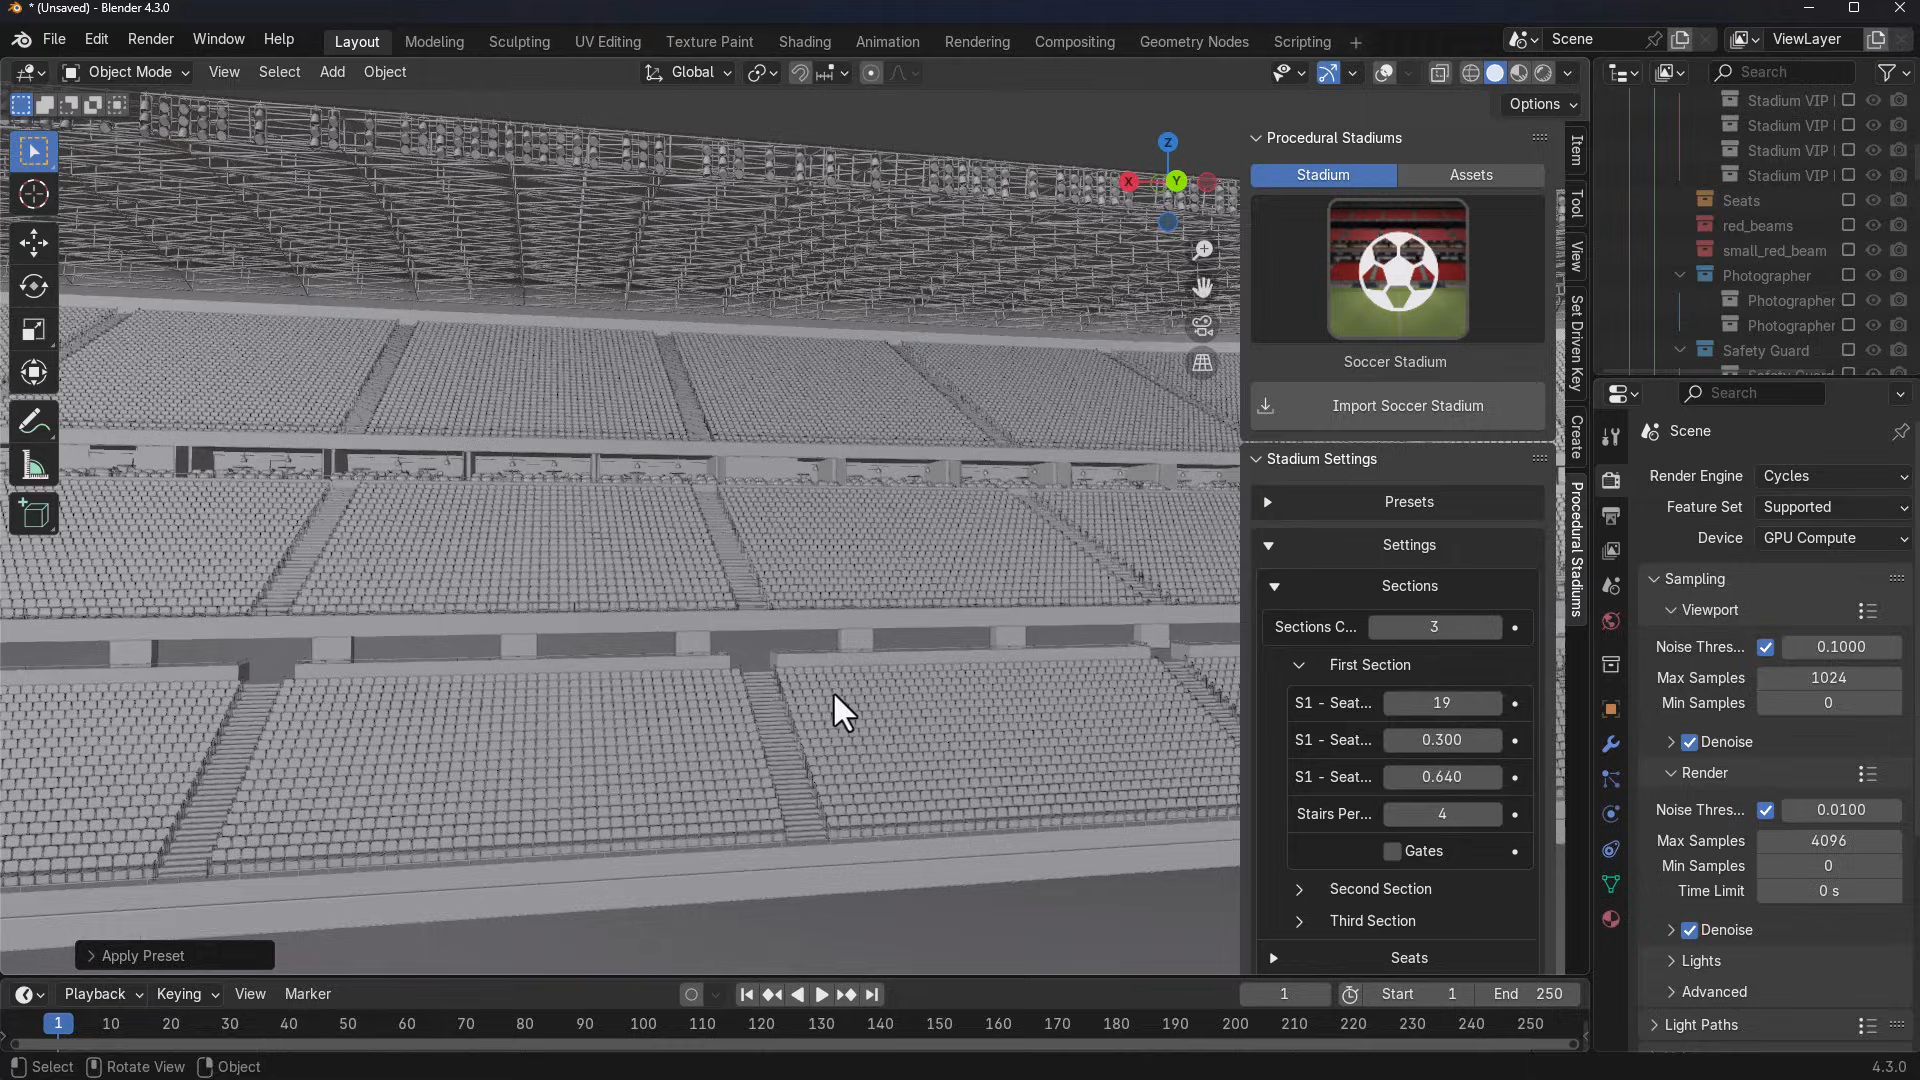 * (Unsaved) - Blender 4.3.0
File Edit Render Window Help
Layout Modeling Sculpting UV Editing Texture Paint Shading Animation Rendering Compositing Geometry Nodes Scripting
Scene
ViewLayer
Object Mode View Select Add Object
Global
Search
Options
Stadium VIP
Stadium VIP
Stadium VIP
Stadium VIP
Seats
red_beams
small_red_beam
Photographer
Photographer
Photographer
Safety Guard
Z
X
Y
Procedural Stadiums
Stadium Assets
Soccer Stadium
Import Soccer Stadium
Stadium Settings
Presets
Settings
Sections
Sections C... 3
First Section
S1 - Seat... 19
S1 - Seat... 0.300
S1 - Seat... 0.640
Stairs Per... 4
Gates
Second Section
Third Section
Seats
Item
Tool
View
Set Driven Key
Create
Procedural Stadiums
Search
Scene
Render Engine Cycles
Feature Set Supported
Device GPU Compute
Sampling
Viewport
Noise Thres... 0.1000
Max Samples 1024
Min Samples 0
Denoise
Render
Noise Thres... 0.0100
Max Samples 4096
Min Samples 0
Time Limit 0 s
Denoise
Lights
Advanced
Light Paths
Apply Preset
Playback Keying View Marker
1 Start 1 End 250
1 10 20 30 40 50 60 70 80 90 100 110 120 130 140 150 160 170 180 190 200 210 220 230 240 250
Select Rotate View Object
4.3.0